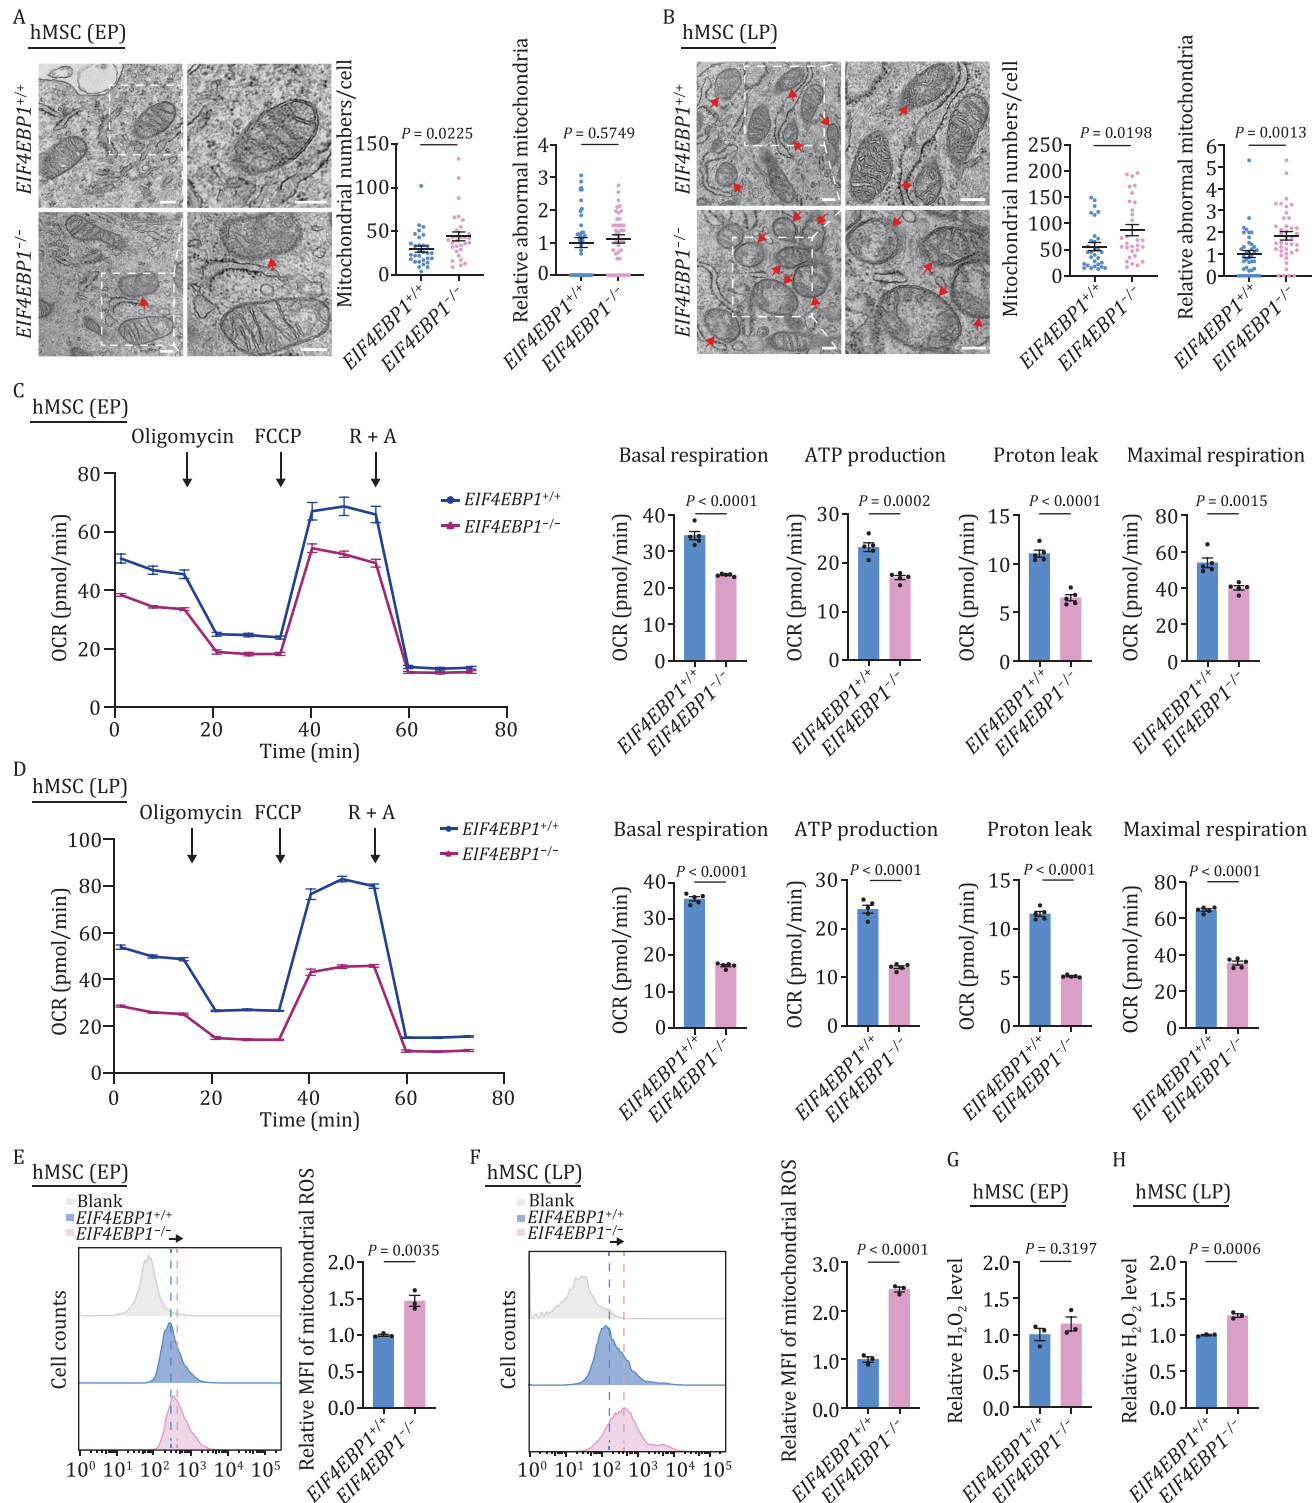 A
hMSC (EP)
EIF4EBP1+/+
EIF4EBP1−/−
Mitochondrial numbers/cell
P = 0.0225
150
100
50
0
EIF4EBP1+/+
EIF4EBP1−/−
Relative abnormal mitochondria
P = 0.5749
4
3
2
1
0
EIF4EBP1+/+
EIF4EBP1−/−
B
hMSC (LP)
EIF4EBP1+/+
EIF4EBP1−/−
Mitochondrial numbers/cell
P = 0.0198
250
200
150
100
50
0
EIF4EBP1+/+
EIF4EBP1−/−
Relative abnormal mitochondria
P = 0.0013
6
5
4
3
2
1
0
EIF4EBP1+/+
EIF4EBP1−/−
C
hMSC (EP)
Oligomycin FCCP R + A
EIF4EBP1+/+
EIF4EBP1−/−
OCR (pmol/min)
80
60
40
20
0
0 20 40 60 80
Time (min)
Basal respiration
P < 0.0001
OCR (pmol/min)
40
30
20
10
0
EIF4EBP1+/+
EIF4EBP1−/−
ATP production
P = 0.0002
OCR (pmol/min)
30
20
10
0
EIF4EBP1+/+
EIF4EBP1−/−
Proton leak
P < 0.0001
OCR (pmol/min)
15
10
5
0
EIF4EBP1+/+
EIF4EBP1−/−
Maximal respiration
P = 0.0015
OCR (pmol/min)
80
60
40
20
0
EIF4EBP1+/+
EIF4EBP1−/−
D
hMSC (LP)
Oligomycin FCCP R + A
EIF4EBP1+/+
EIF4EBP1−/−
OCR (pmol/min)
100
80
60
40
20
0
0 20 40 60 80
Time (min)
Basal respiration
P < 0.0001
OCR (pmol/min)
40
30
20
10
0
EIF4EBP1+/+
EIF4EBP1−/−
ATP production
P < 0.0001
OCR (pmol/min)
30
20
10
0
EIF4EBP1+/+
EIF4EBP1−/−
Proton leak
P < 0.0001
OCR (pmol/min)
15
10
5
0
EIF4EBP1+/+
EIF4EBP1−/−
Maximal respiration
P < 0.0001
OCR (pmol/min)
80
60
40
20
0
EIF4EBP1+/+
EIF4EBP1−/−
E
hMSC (EP)
Blank
EIF4EBP1+/+
EIF4EBP1−/−
Cell counts
10⁰ 10¹ 10² 10³ 10⁴ 10⁵
Relative MFI of mitochondrial ROS
P = 0.0035
2.0
1.5
1.0
0.5
0.0
EIF4EBP1+/+
EIF4EBP1−/−
F
hMSC (LP)
Blank
EIF4EBP1+/+
EIF4EBP1−/−
Cell counts
10⁰ 10¹ 10² 10³ 10⁴ 10⁵
Relative MFI of mitochondrial ROS
P < 0.0001
3.0
2.0
1.0
0.0
EIF4EBP1+/+
EIF4EBP1−/−
G
hMSC (EP)
P = 0.3197
Relative H₂O₂ level
2.0
1.5
1.0
0.5
0.0
EIF4EBP1+/+
EIF4EBP1−/−
H
hMSC (LP)
P = 0.0006
Relative H₂O₂ level
2.0
1.5
1.0
0.5
0.0
EIF4EBP1+/+
EIF4EBP1−/−